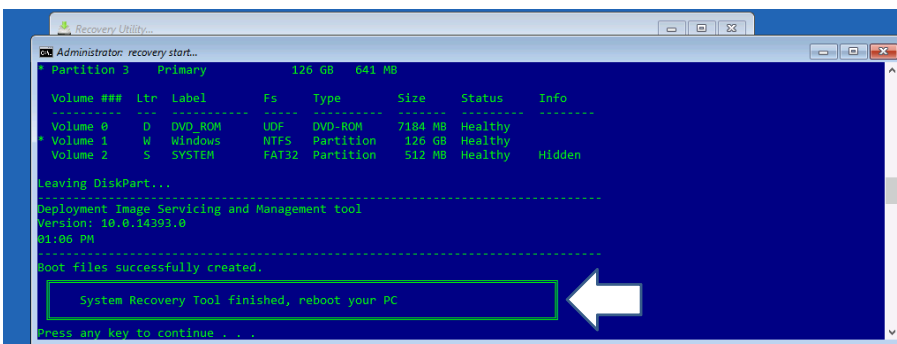 Recovery Utility...
Administrator: recovery start...
* Partition 3    Primary            126 GB   641 MB
Volume ###  Ltr  Label        Fs     Type        Size     Status     Info
----------  ---  -----------  -----  ----------  -------  ---------  --------
Volume 0     D   DVD_ROM      UDF    DVD-ROM     7184 MB  Healthy
* Volume 1     W   Windows      NTFS   Partition    126 GB  Healthy
Volume 2     S   SYSTEM       FAT32  Partition    512 MB  Healthy    Hidden
Leaving DiskPart...
Deployment Image Servicing and Management tool
Version: 10.0.14393.0
01:06 PM
Boot files successfully created.
System Recovery Tool finished, reboot your PC
Press any key to continue . . .